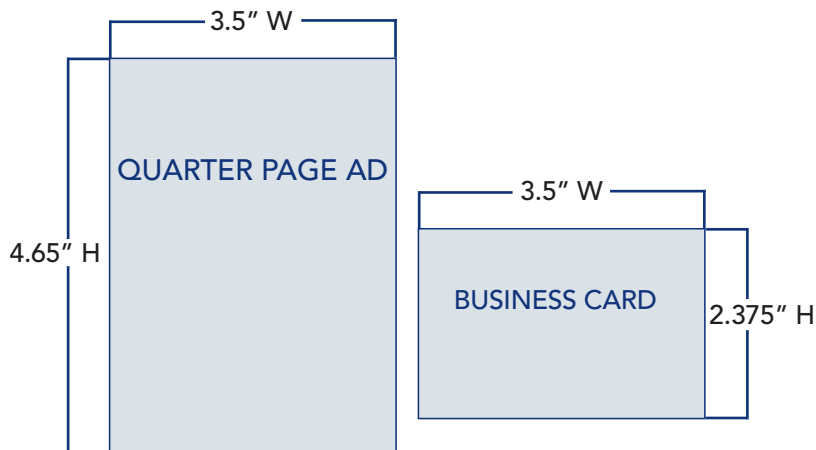 3.5” W
QUARTER PAGE AD
4.65” H
3.5” W
BUSINESS CARD
2.375” H